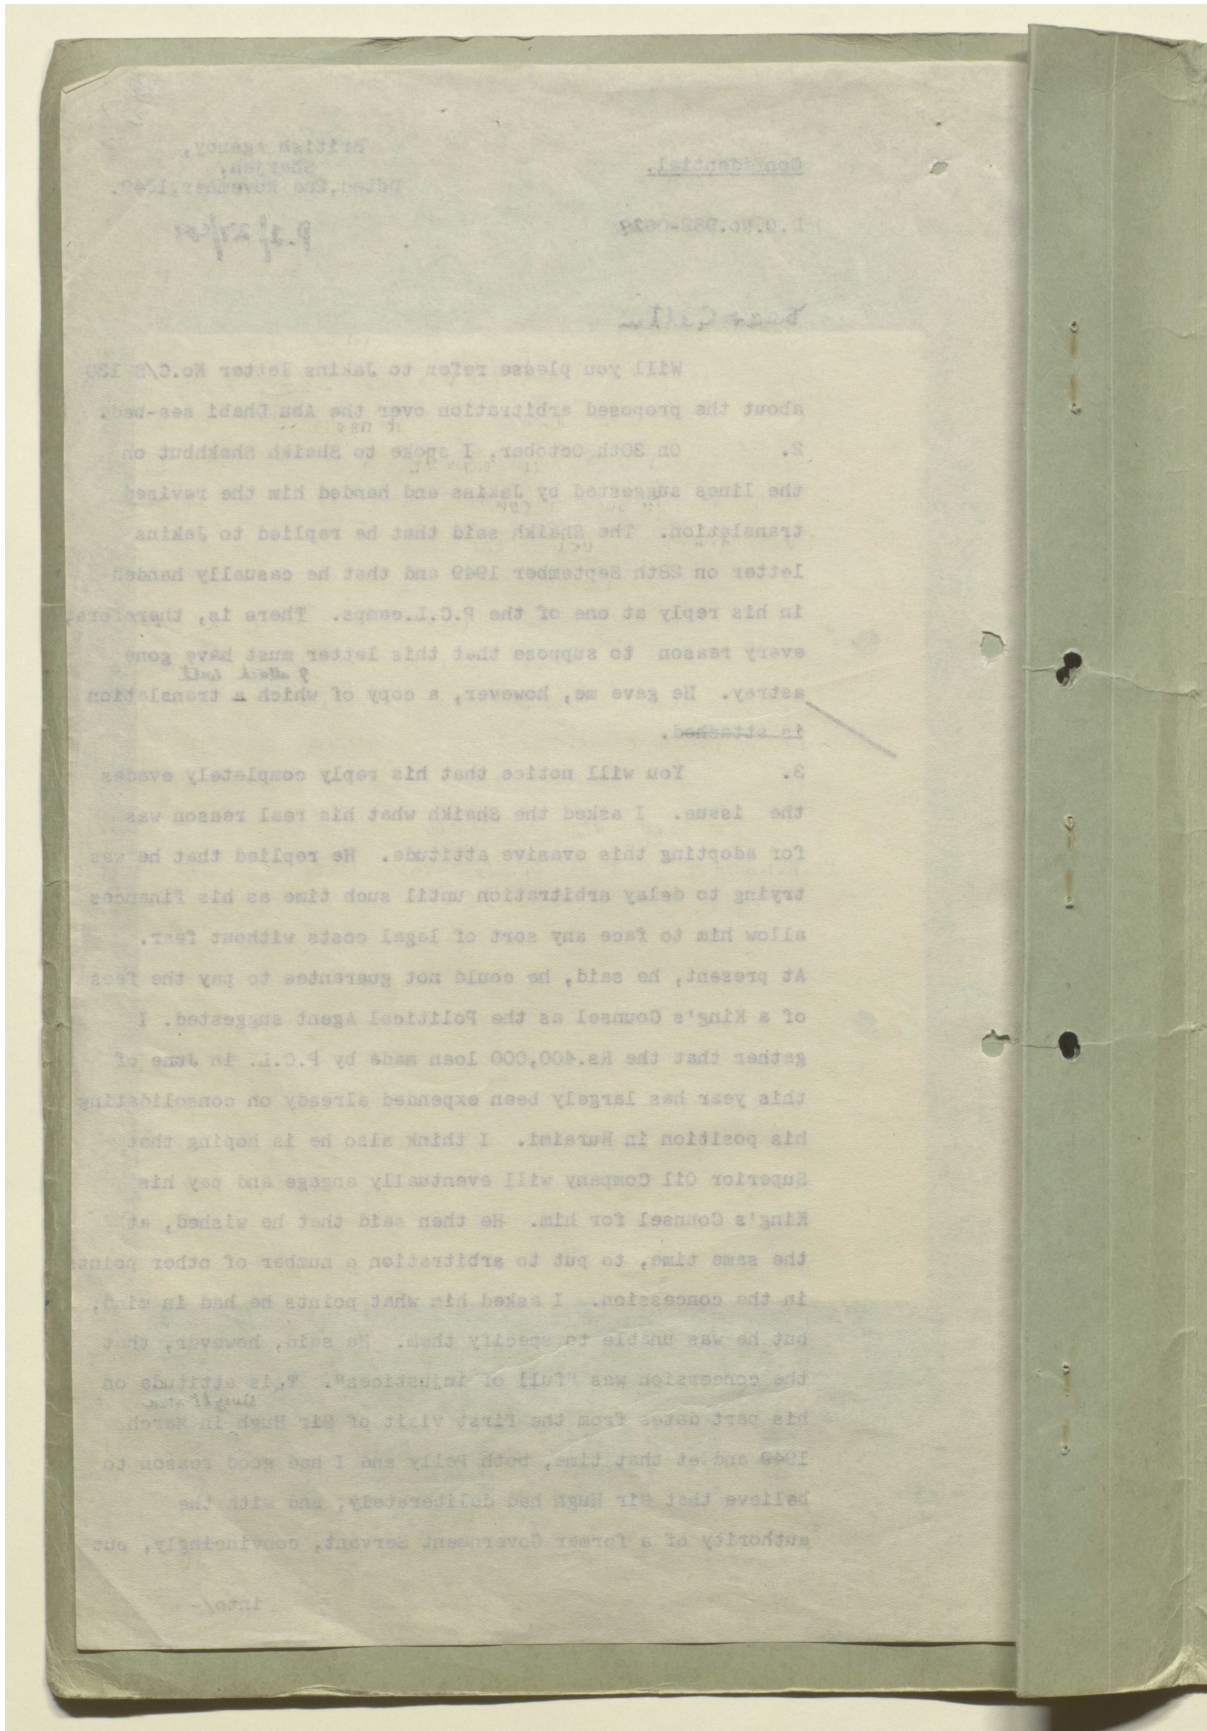 Confidential.
British Agency,
Sharjah,
Dated, 2nd November, 1949.
D.O.No.982-0629
Will you please refer to Jakins letter No.C/R-130
about the proposed arbitration over the Abu Dhabi sea-bed.
2. On 30th October, I spoke to Shaikh Shakhbut on
the lines suggested by Jakins and handed him the revised
translation. The Shaikh said that he replied to Jakins
letter on 28th September 1949 and that he casually handed
in his reply at one of the P.C.L.camps. There is, therefore,
every reason to suppose that this letter must have gone
astray. He gave me, however, a copy of which a translation
is attached.
3. You will notice that his reply completely evades
the issue. I asked the Shaikh what his real reason was
for adopting this evasive attitude. He replied that he was
trying to delay arbitration until such time as his finances
allow him to face any sort of legal costs without fear.
At present, he said, he could not guarantee to pay the fees
of a King's Counsel as the Political Agent suggested. I
gather that the Rs.400,000 loan made by P.C.L. in June of
this year has largely been expended already on consolidating
his position in Buraimi. I think also he is hoping that
Superior Oil Company will eventually engage and pay his
King's Counsel for him. He then said that he wished, at
the same time, to put to arbitration a number of other points
in the concession. I asked him what points he had in mind,
but he was unable to specify them. He said, however, that
the concession was "full of injustices". This attitude on
his part dates from the first visit of Sir Hugh in March
1949 and at that time, both Pelly and I had good reason to
believe that Sir Hugh had deliberately, and with the
authority of a former Government Servant, convincingly, put
into/-